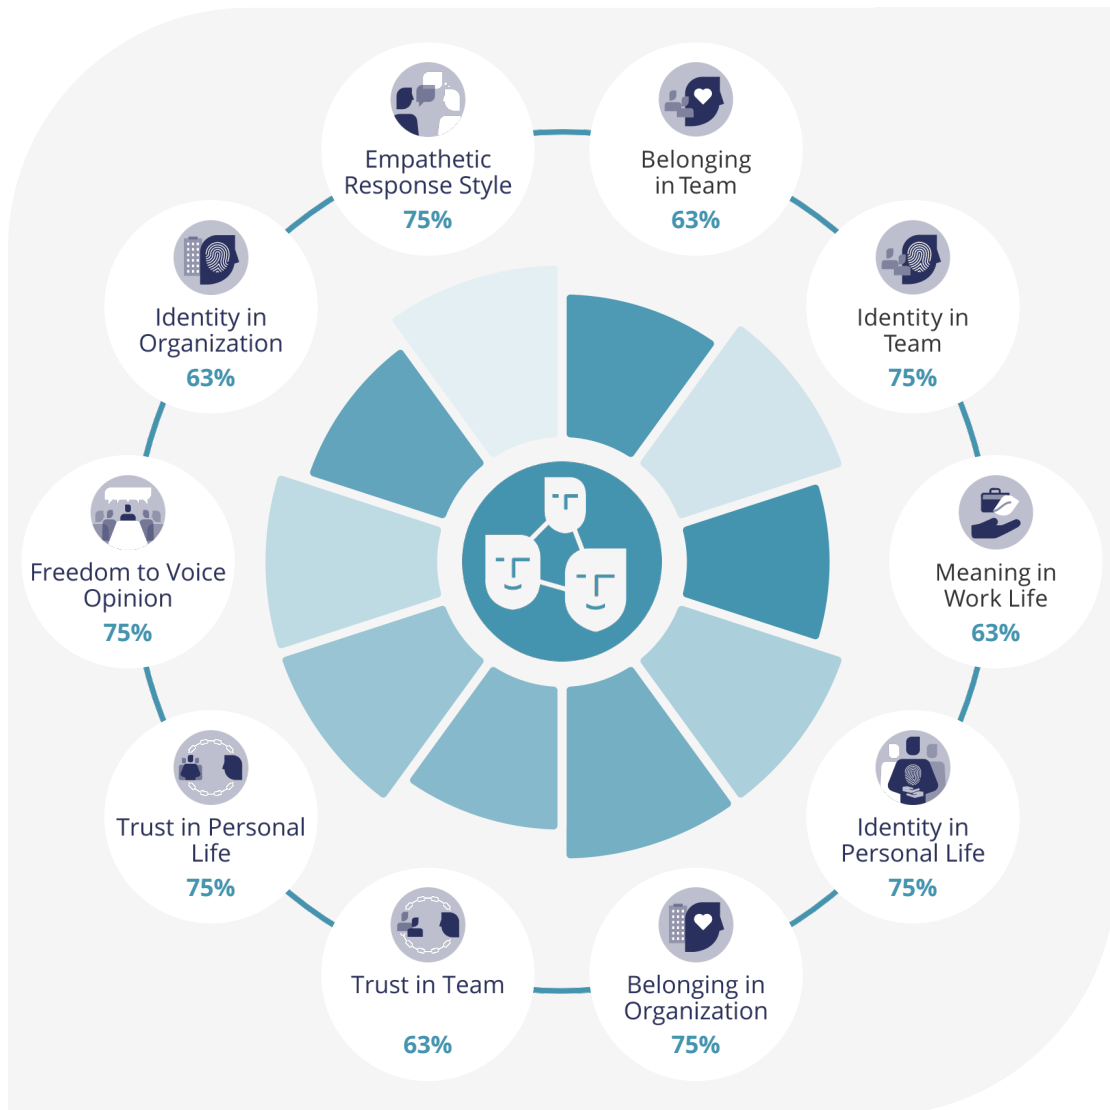 Empathetic
Response Style
75%
Belonging
in Team
63%
Identity in
Organization
63%
Identity in
Team
75%
Freedom to Voice
Opinion
75%
Meaning in
Work Life
63%
Trust in Personal
Life
75%
Identity in
Personal Life
75%
Trust in Team
63%
Belonging in
Organization
75%